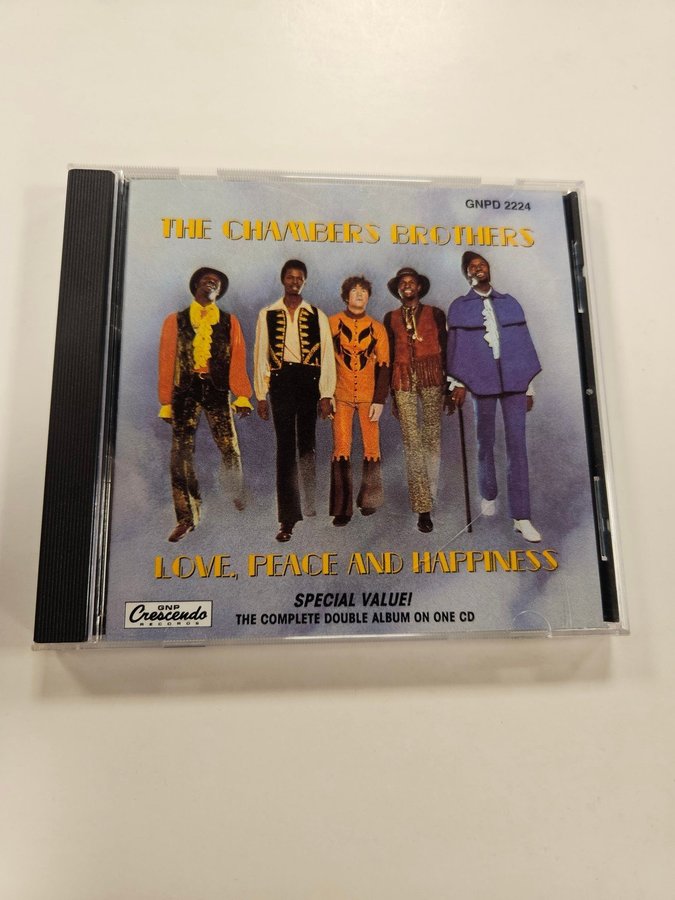 GNPD 2224
THE CHAMBERS BROTHERS
LOVE, PEACE AND HAPPINESS
SPECIAL VALUE!
THE COMPLETE DOUBLE ALBUM ON ONE CD
GNP
Crescendo
RECORDS